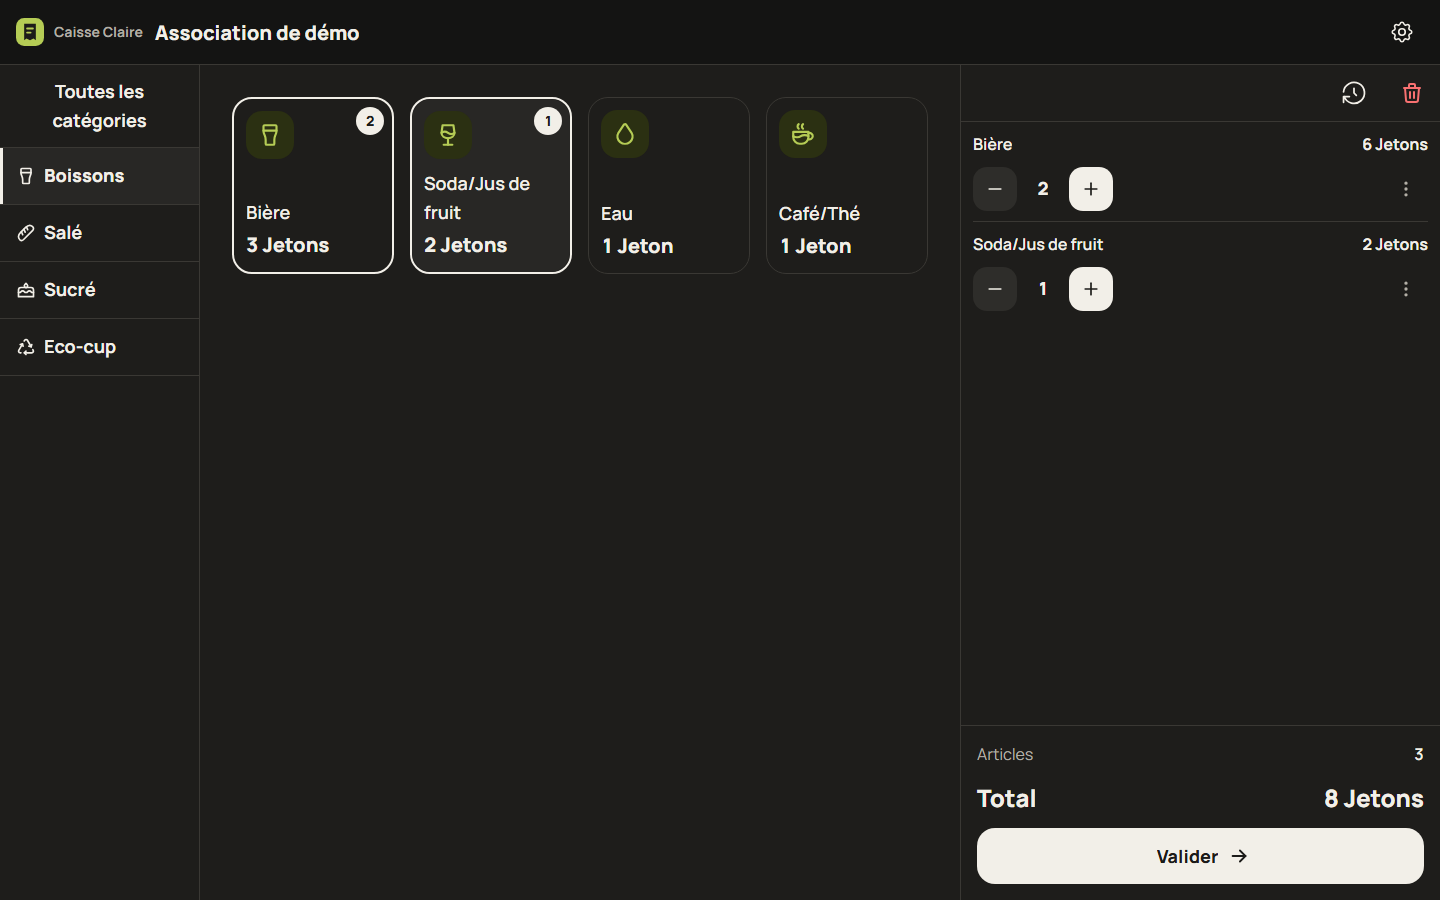 Caisse Claire
Association de démo
Toutes les
catégories
Boissons
Salé
Sucré
Eco-cup
2
Bière
3 Jetons
1
Soda/Jus de
fruit
2 Jetons
Eau
1 Jeton
Café/Thé
1 Jeton
Bière
6 Jetons
2
Soda/Jus de fruit
2 Jetons
1
Articles
3
Total
8 Jetons
Valider